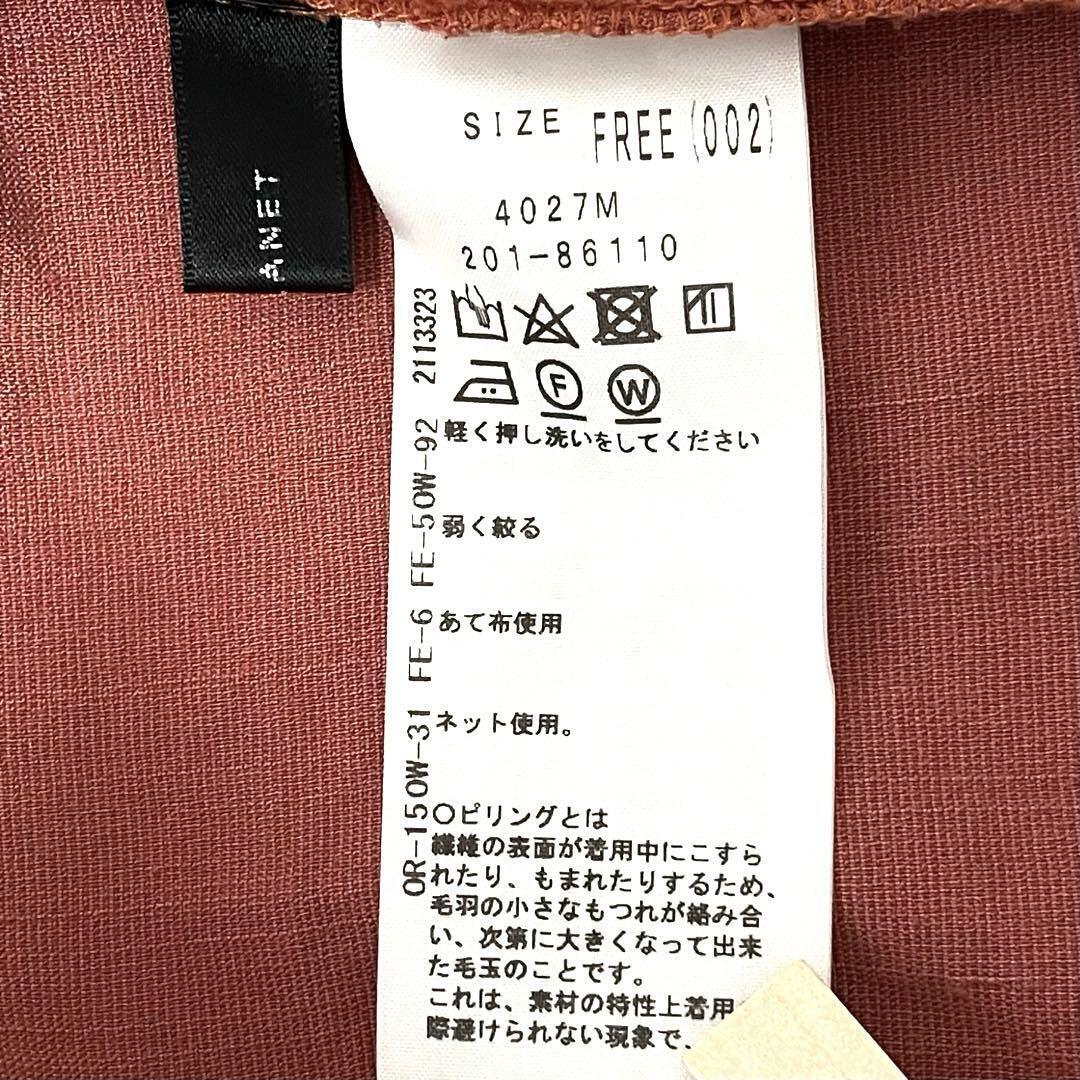 ANET
SIZE FREE(002)
4027M
201-86110
F W
軽く押し洗いをしてください
弱く絞る
あて布使用
ネット使用。
〇ピリングとは
繊維の表面が着用中にこすら
れたり、もまれたりするため、
毛羽の小さなもつれが絡み合
い、次第に大きくなって出来
た毛玉のことです。
これは、素材の特性上着用
際避けられない現象で、
OR-150W-31 FE-6 FE-50W-92 2113323